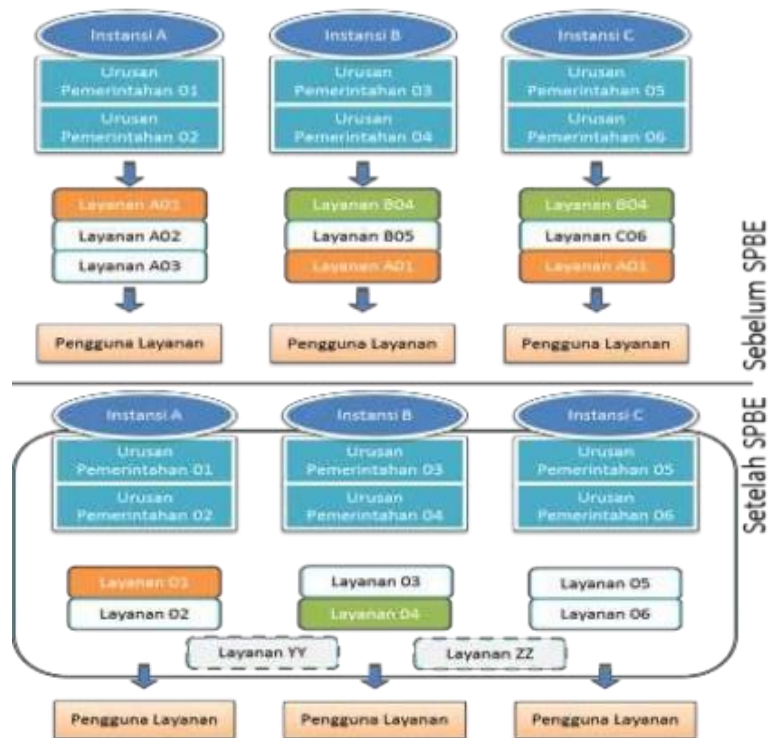 Instansi A
Instansi B
Instansi C
Urusan
Pemerintahan 01
Urusan
Pemerintahan 03
Urusan
Pemerintahan 05
Urusan
Pemerintahan 02
Urusan
Pemerintahan 04
Urusan
Pemerintahan 06
Layanan A01
Layanan B04
Layanan B04
Layanan A02
Layanan B05
Layanan C06
Layanan A03
Layanan A01
Layanan A01
Pengguna Layanan
Pengguna Layanan
Pengguna Layanan
Sebelum SPBE
Instansi A
Instansi B
Instansi C
Urusan
Pemerintahan 01
Urusan
Pemerintahan 03
Urusan
Pemerintahan 05
Urusan
Pemerintahan 02
Urusan
Pemerintahan 04
Urusan
Pemerintahan 06
Layanan 01
Layanan 03
Layanan 05
Layanan 02
Layanan 04
Layanan 06
Layanan YY
Layanan ZZ
Pengguna Layanan
Pengguna Layanan
Pengguna Layanan
Setelah SPBE